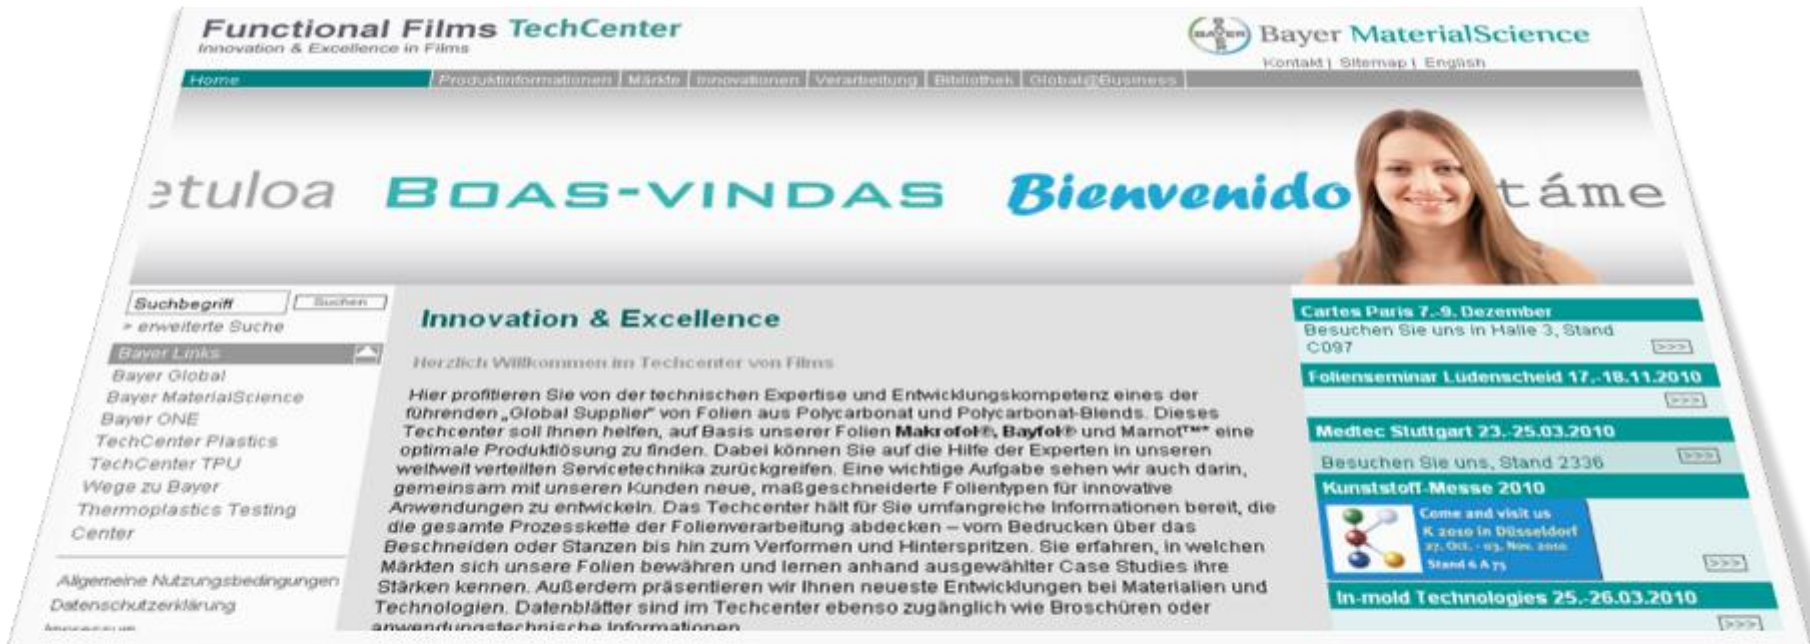 Functional Films TechCenter
Innovation & Excellence in Films
BAYER Bayer MaterialScience
Kontakt | Sitemap | English
Home Produktinformationen Märkte Innovationen Verarbeitung Bibliothek Global@Business
etuloa BOAS-VINDAS Bienvenido táme
Suchbegriff Suchen
» erweiterte Suche
Bayer Links
Bayer Global
Bayer MaterialScience
Bayer ONE
TechCenter Plastics
TechCenter TPU
Wege zu Bayer
Thermoplastics Testing
Center
Allgemeine Nutzungsbedingungen
Datenschutzerklärung
Impressum
Innovation & Excellence
Herzlich Willkommen im Techcenter von Films
Hier profitieren Sie von der technischen Expertise und Entwicklungskompetenz eines der
führenden „Global Supplier" von Folien aus Polycarbonat und Polycarbonat-Blends. Dieses
Techcenter soll Ihnen helfen, auf Basis unserer Folien Makrofol®, Bayfol® und Marnot™* eine
optimale Produktlösung zu finden. Dabei können Sie auf die Hilfe der Experten in unseren
weltweit verteilten Servicetechnika zurückgreifen. Eine wichtige Aufgabe sehen wir auch darin,
gemeinsam mit unseren Kunden neue, maßgeschneiderte Folientypen für innovative
Anwendungen zu entwickeln. Das Techcenter hält für Sie umfangreiche Informationen bereit, die
die gesamte Prozesskette der Folienverarbeitung abdecken – vom Bedrucken über das
Beschneiden oder Stanzen bis hin zum Verformen und Hinterspritzen. Sie erfahren, in welchen
Märkten sich unsere Folien bewähren und lernen anhand ausgewählter Case Studies ihre
Stärken kennen. Außerdem präsentieren wir Ihnen neueste Entwicklungen bei Materialien und
Technologien. Datenblätter sind im Techcenter ebenso zugänglich wie Broschüren oder
anwendungstechnische Informationen.
Cartes Paris 7.-9. Dezember
Besuchen Sie uns in Halle 3, Stand
C097 >>>
Folienseminar Lüdenscheid 17.-18.11.2010
>>>
Medtec Stuttgart 23.-25.03.2010
Besuchen Sie uns, Stand 2336 >>>
Kunststoff-Messe 2010
Come and visit us
K 2010 in Düsseldorf
27. Oct. - 03. Nov. 2010
Stand 6 A 75
>>>
In-mold Technologies 25.-26.03.2010
>>>